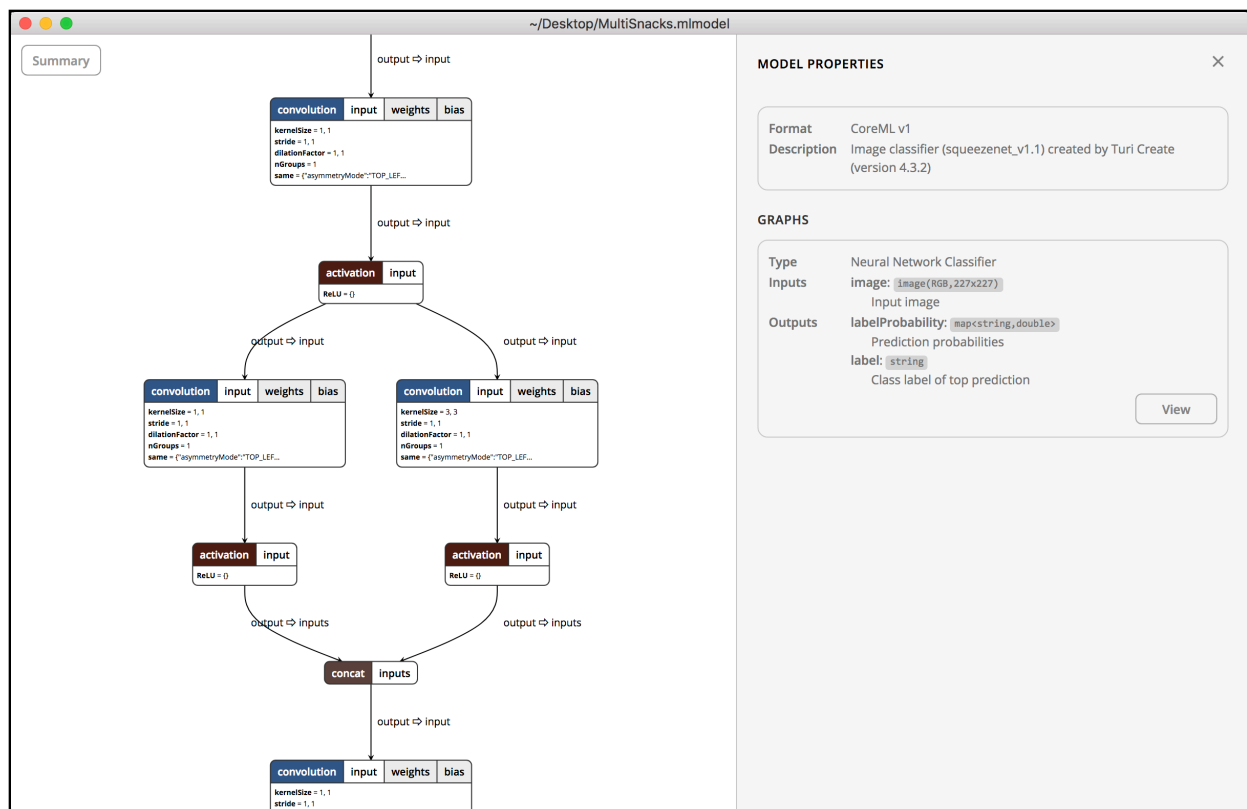 ~/Desktop/MultiSnacks.mlmodel
Summary
output ⇨ input
convolution input weights bias
kernelSize = 1, 1
stride = 1, 1
dilationFactor = 1, 1
nGroups = 1
same = {"asymmetryMode":"TOP_LEF...
output ⇨ input
activation input
ReLU = {}
output ⇨ input output ⇨ input
convolution input weights bias
kernelSize = 1, 1
stride = 1, 1
dilationFactor = 1, 1
nGroups = 1
same = {"asymmetryMode":"TOP_LEF...
convolution input weights bias
kernelSize = 3, 3
stride = 1, 1
dilationFactor = 1, 1
nGroups = 1
same = {"asymmetryMode":"TOP_LEF...
output ⇨ input output ⇨ input
activation input
ReLU = {}
activation input
ReLU = {}
output ⇨ inputs output ⇨ inputs
concat inputs
output ⇨ input
convolution input weights bias
kernelSize = 1, 1
stride = 1, 1
MODEL PROPERTIES
Format CoreML v1
Description Image classifier (squeezenet_v1.1) created by Turi Create
(version 4.3.2)
GRAPHS
Type Neural Network Classifier
Inputs image: image(RGB,227x227)
Input image
Outputs labelProbability: map<string,double>
Prediction probabilities
label: string
Class label of top prediction
View